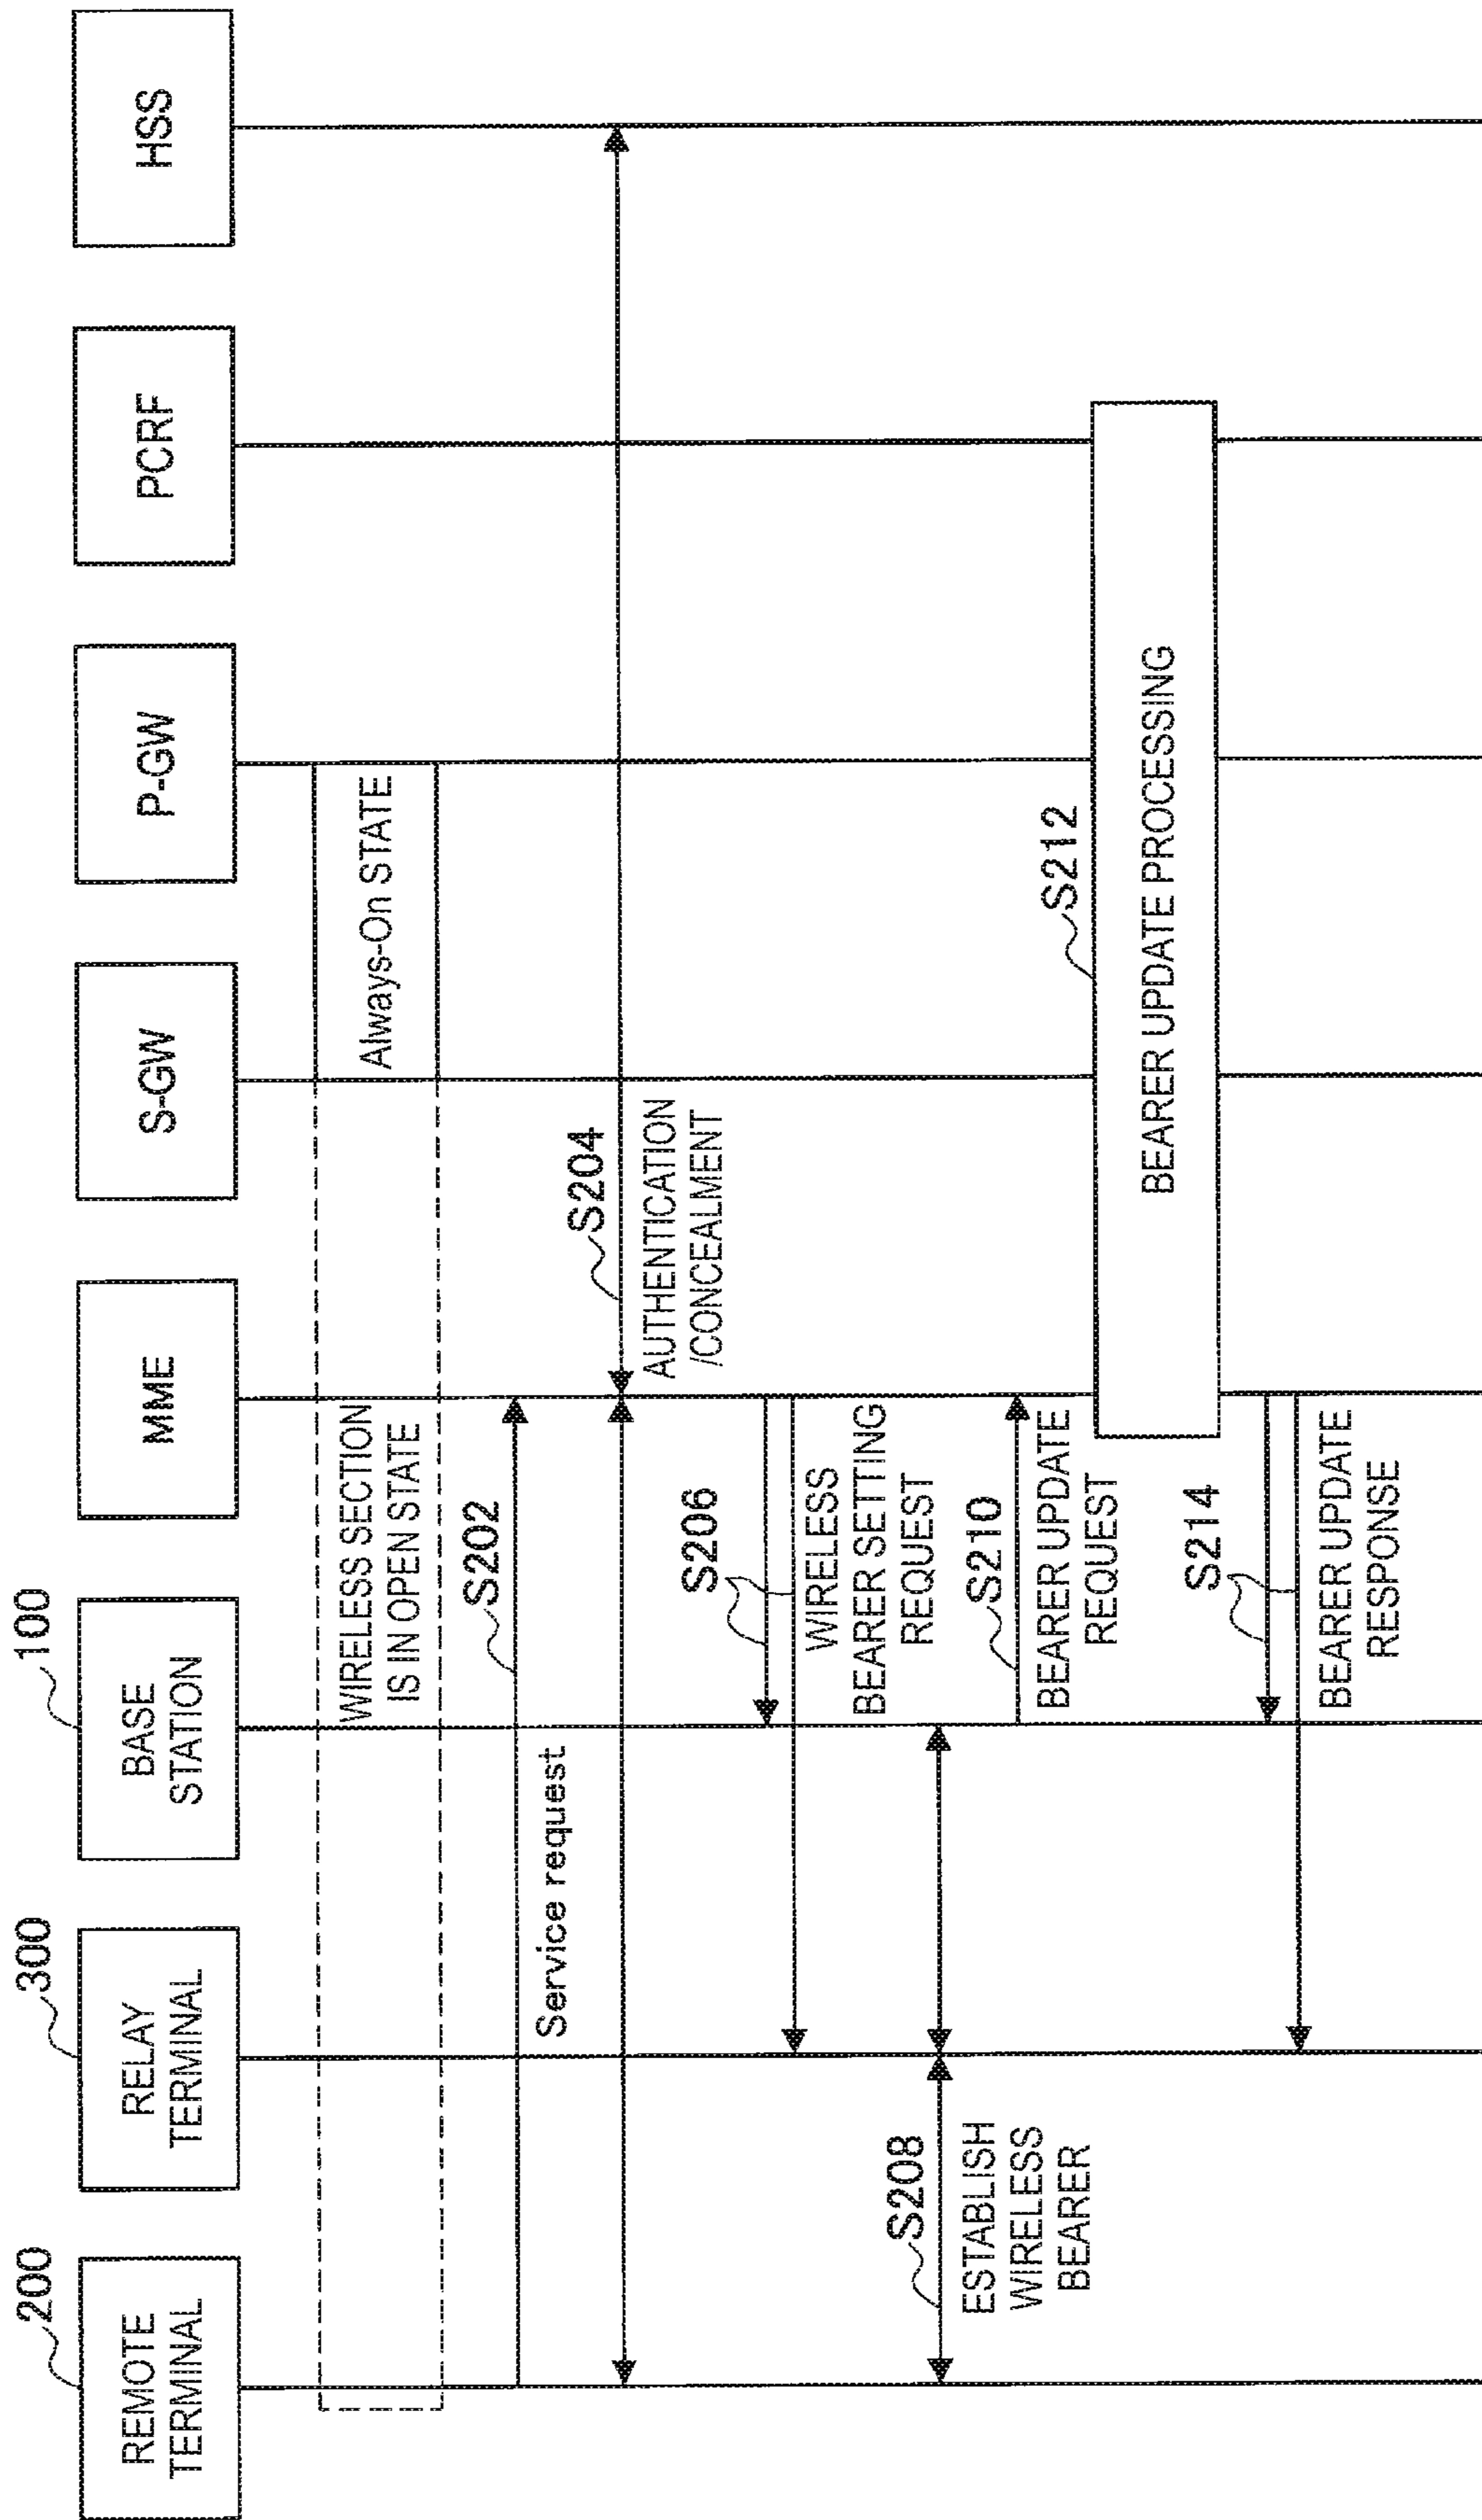 200
REMOTE
TERMINAL
300
RELAY
TERMINAL
100
BASE
STATION
MME
S-GW
P-GW
PCRF
HSS
WIRELESS SECTION
IS IN OPEN STATE
Always-On STATE
S202
Service request
S204
AUTHENTICATION
/CONCEALMENT
S206
WIRELESS
BEARER SETTING
REQUEST
S208
ESTABLISH
WIRELESS
BEARER
S210
BEARER UPDATE
REQUEST
S212
BEARER UPDATE PROCESSING
S214
BEARER UPDATE
RESPONSE